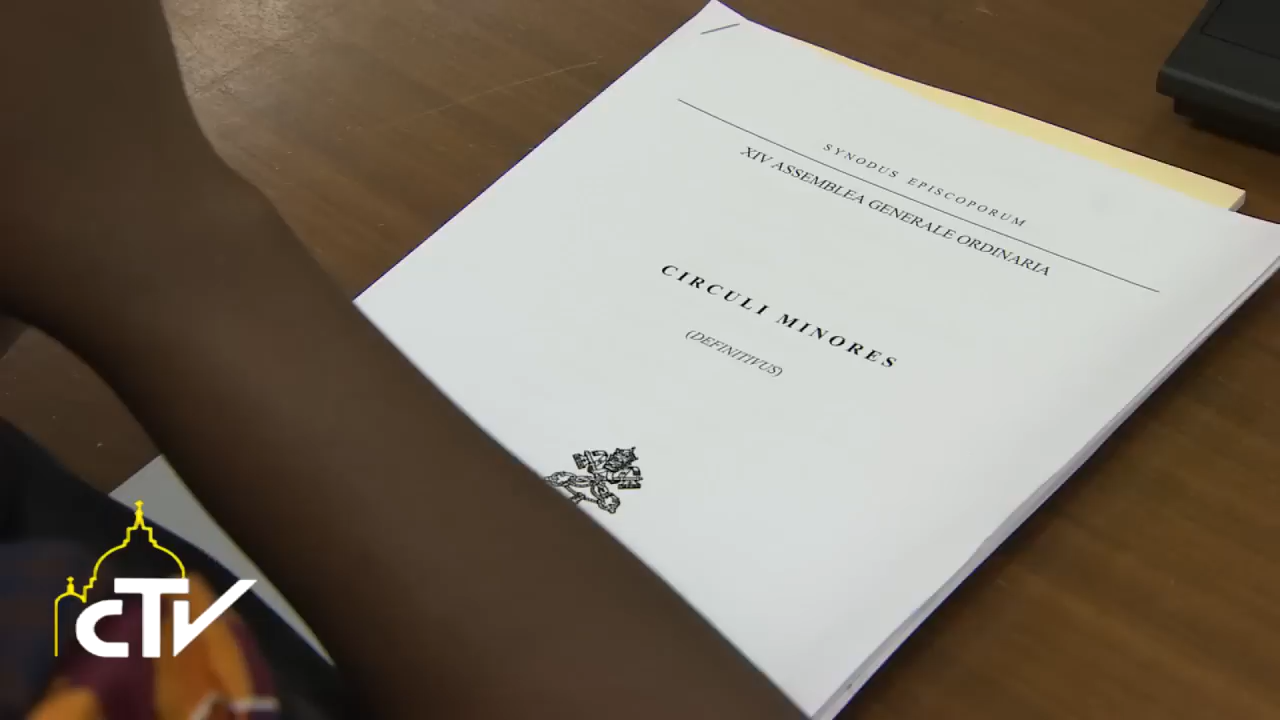 SYNODUS EPISCOPORUM
XIV ASSEMBLEA GENERALE ORDINARIA
CIRCULI MINORES
(DEFINITIVUS)
CTV